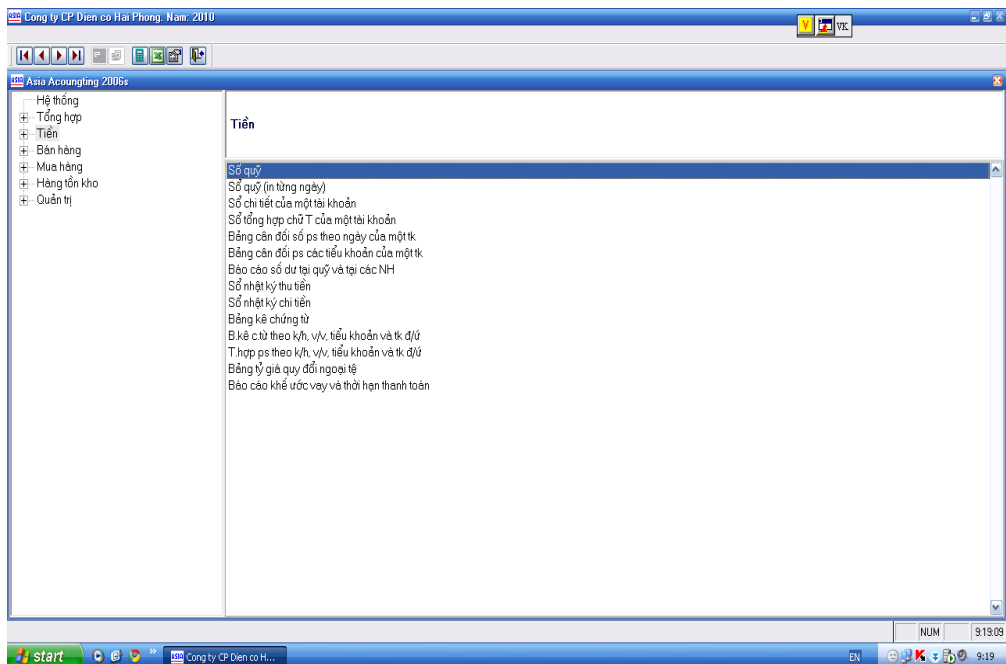 ASIA Cong ty CP Dien co Hai Phong. Nam: 2010
V VK
ASIA Asia Acoungting 2006s
Hệ thống
Tổng hợp
Tiền
Bán hàng
Mua hàng
Hàng tồn kho
Quản trị
Tiền
Sổ quỹ
Sổ quỹ (in từng ngày)
Sổ chi tiết của một tài khoản
Sổ tổng hợp chữ T của một tài khoản
Bảng cân đối số ps theo ngày của một tk
Bảng cân đối ps các tiểu khoản của một tk
Báo cáo số dư tại quỹ và tại các NH
Sổ nhật ký thu tiền
Sổ nhật ký chi tiền
Bảng kê chứng từ
B.kê c.từ theo k/h, v/v, tiểu khoản và tk đ/ứ
T.hợp ps theo k/h, v/v, tiểu khoản và tk đ/ứ
Bảng tỷ giá quy đổi ngoại tệ
Báo cáo khế ước vay và thời hạn thanh toán
NUM 9:19:09
start » ASIA Cong ty CP Dien co H... EN K 9:19